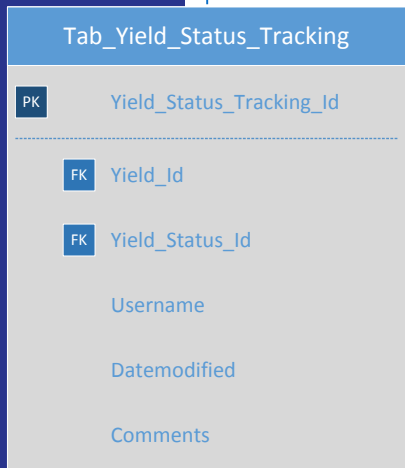 Tab_Yield_Status_Tracking
PK Yield_Status_Tracking_Id
FK Yield_Id
FK Yield_Status_Id
Username
Datemodified
Comments